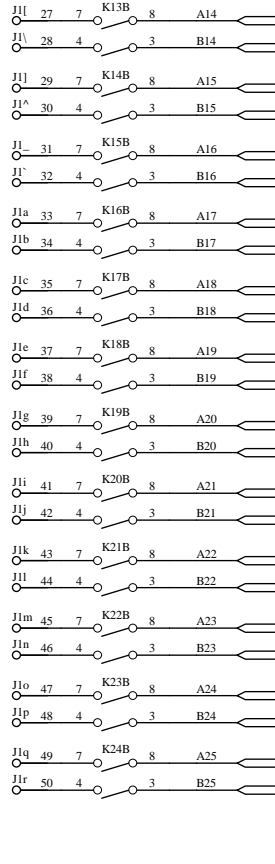 J1[ 27 7 K13B 8 A14
J1\ 28 4 3 B14
J1] 29 7 K14B 8 A15
J1^ 30 4 3 B15
J1_ 31 7 K15B 8 A16
J1` 32 4 3 B16
J1a 33 7 K16B 8 A17
J1b 34 4 3 B17
J1c 35 7 K17B 8 A18
J1d 36 4 3 B18
J1e 37 7 K18B 8 A19
J1f 38 4 3 B19
J1g 39 7 K19B 8 A20
J1h 40 4 3 B20
J1i 41 7 K20B 8 A21
J1j 42 4 3 B21
J1k 43 7 K21B 8 A22
J1l 44 4 3 B22
J1m 45 7 K22B 8 A23
J1n 46 4 3 B23
J1o 47 7 K23B 8 A24
J1p 48 4 3 B24
J1q 49 7 K24B 8 A25
J1r 50 4 3 B25